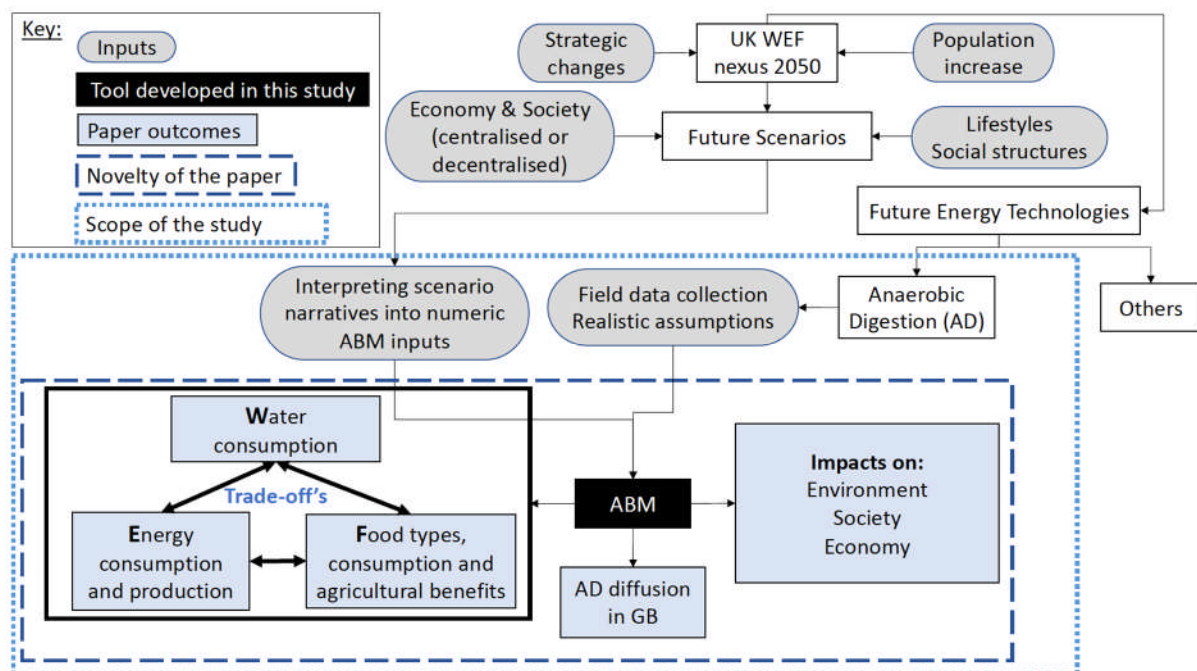 Key:
Inputs
Tool developed in this study
Paper outcomes
Novelty of the paper
Scope of the study
Strategic
changes
UK WEF
nexus 2050
Population
increase
Economy & Society
(centralised or
decentralised)
Future Scenarios
Lifestyles
Social structures
Future Energy Technologies
Interpreting scenario
narratives into numeric
ABM inputs
Field data collection
Realistic assumptions
Anaerobic
Digestion (AD)
Others
Water
consumption
Trade-off's
Energy
consumption
and production
Food types,
consumption and
agricultural benefits
ABM
AD diffusion
in GB
Impacts on:
Environment
Society
Economy